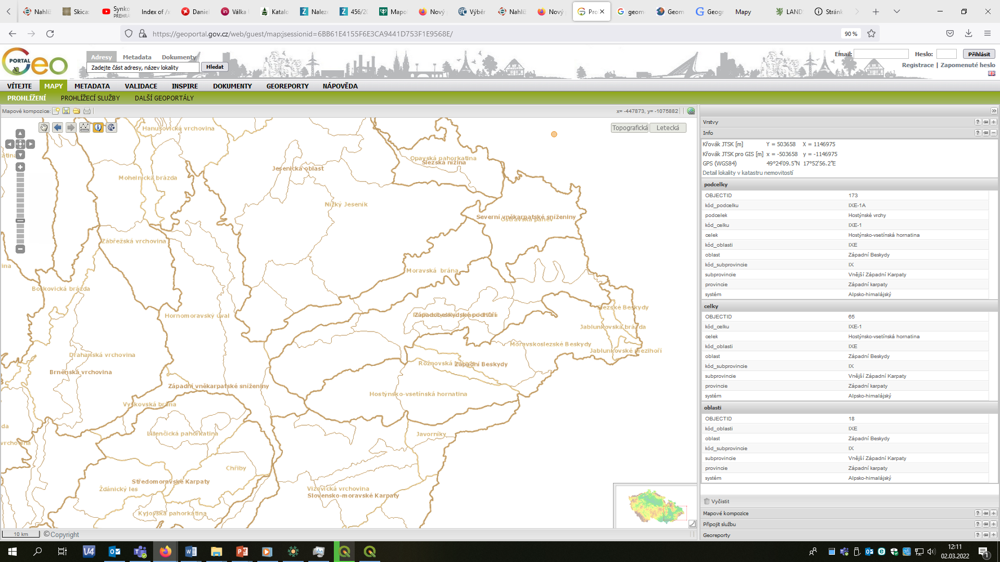 Nahlíž
Skica:
Synko
PŘEHRÁ
Index of /x
Daniel
Válka
Katalo
Naleze
456/20
Mapo
Nový
Výběr
Nahlíž
Nový
Pro
geom
Geom
Geogr
Mapy
LAND
Stránk
https://geoportal.gov.cz/web/guest/map;jsessionid=6BB61E4155F6E3CA9441D753F1E9568E/
90 %
PORTAL
Geo
Adresy
Metadata
Dokumenty
Zadejte část adresy, název lokality
Hledat
Email:
Heslo:
Přihlásit
Registrace | Zapomenuté heslo
VÍTEJTE
MAPY
METADATA
VALIDACE
INSPIRE
DOKUMENTY
GEOREPORTY
NÁPOVĚDA
PROHLÍŽENÍ
PROHLÍŽECÍ SLUŽBY
DALŠÍ GEOPORTÁLY
Mapové kompozice:
x= -447873, y= -1075882
Topografická
Letecká
Hanušovická vrchovina
Opavská pahorkatina
Slezská nížina
Jesenická oblast
Mohelnická brázda
Nízký Jeseník
Severní vněkarpatské sníženiny
Ostravská pánev
Zábřežská vrchovina
Moravská brána
Boskovická brázda
Slezské Beskydy
Hornomoravský úval
Západobeskydské podhůří
Jablunkovská brázda
Moravskoslezské Beskydy
Jablunkovské mezihoří
Drahanská vrchovina
Rožnovská brázda
Západní Beskydy
Brněnská vrchovina
Západní vněkarpatské sníženiny
Hostýnsko-vsetínská hornatina
Vyškovská brána
Litenčická pahorkatina
Javorníky
vrchovina
Chřiby
Středomoravské Karpaty
Ždánický les
Vizovická vrchovina
Slovensko-moravské Karpaty
Kyjovská pahorkatina
10 km
© Copyright
Vrstvy
Info
Křovák JTSK [m] Y = 503658 X = 1146975
Křovák JTSK pro GIS [m] x = -503658 y = -1146975
GPS (WGS84) 49°24'09.5"N 17°52'56.2"E
Detail lokality v katastru nemovitostí
podcelky
OBJECTID 173
kód_podcelku IXE-1A
podcelek Hostýnské vrchy
kód_celku IXE-1
celek Hostýnsko-vsetínská hornatina
kód_oblasti IXE
oblast Západní Beskydy
kód_subprovincie IX
subprovincie Vnější Západní Karpaty
provincie Západní karpaty
systém Alpsko-himalájský
celky
OBJECTID 65
kód_celku IXE-1
celek Hostýnsko-vsetínská hornatina
kód_oblasti IXE
oblast Západní Beskydy
kód_subprovincie IX
subprovincie Vnější Západní Karpaty
provincie Západní karpaty
systém Alpsko-himalájský
oblasti
OBJECTID 18
kód_oblasti IXE
oblast Západní Beskydy
kód_subprovincie IX
subprovincie Vnější Západní Karpaty
provincie Západní karpaty
systém Alpsko-himalájský
Vyčistit
Mapové kompozice
Připojit službu
Georeporty
12:11
02.03.2022